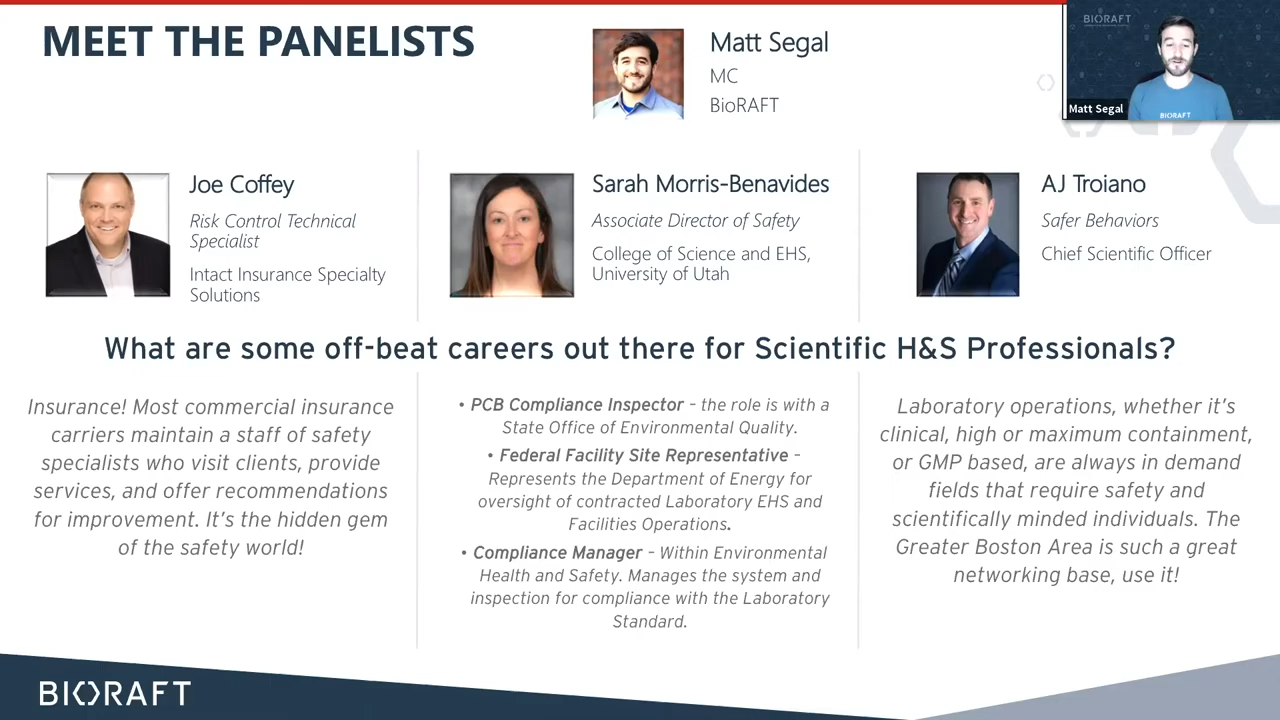 MEET THE PANELISTS
Matt Segal
MC
BioRAFT
BIORAFT
BIORAFT
Matt Segal
Joe Coffey
Risk Control Technical
Specialist
Intact Insurance Specialty
Solutions
Sarah Morris-Benavides
Associate Director of Safety
College of Science and EHS,
University of Utah
AJ Troiano
Safer Behaviors
Chief Scientific Officer
What are some off-beat careers out there for Scientific H&S Professionals?
Insurance! Most commercial insurance
carriers maintain a staff of safety
specialists who visit clients, provide
services, and offer recommendations
for improvement. It's the hidden gem
of the safety world!
• PCB Compliance Inspector – the role is with a
State Office of Environmental Quality.
• Federal Facility Site Representative –
Represents the Department of Energy for
oversight of contracted Laboratory EHS and
Facilities Operations.
• Compliance Manager – Within Environmental
Health and Safety. Manages the system and
inspection for compliance with the Laboratory
Standard.
Laboratory operations, whether it's
clinical, high or maximum containment,
or GMP based, are always in demand
fields that require safety and
scientifically minded individuals. The
Greater Boston Area is such a great
networking base, use it!
BIORAFT